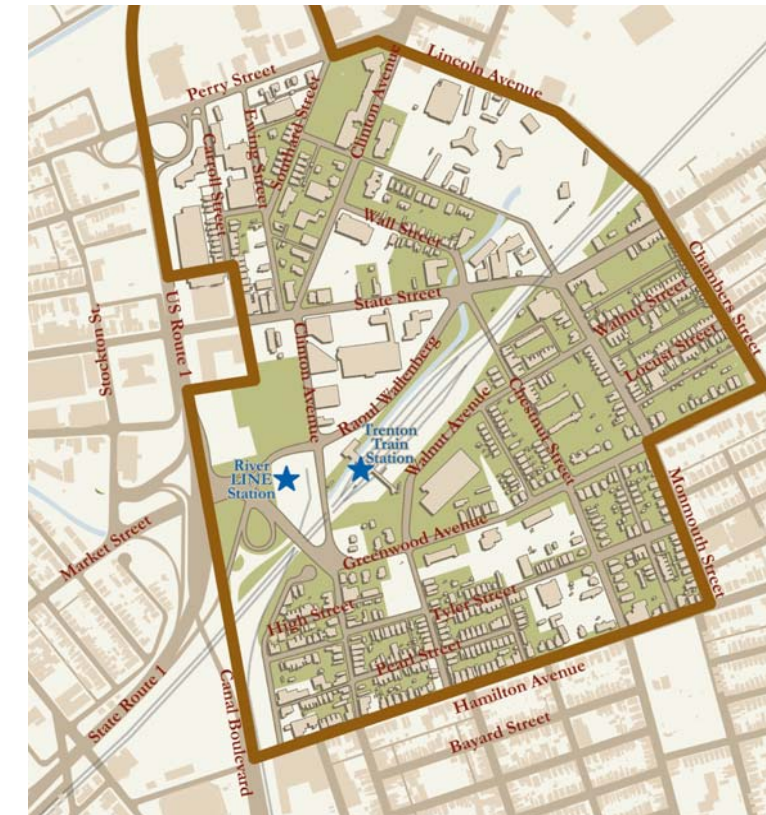 Lincoln Avenue
Perry Street
Clinton Avenue
Southard Street
Ewing Street
Carroll Street
Wall Street
Chambers Street
State Street
US Route 1
Stockton St.
Walnut Street
Locust Street
Clinton Avenue
Raoul Wallenberg
Chestnut Street
Walnut Avenue
Trenton
Train
Station
River
LINE
Station
Monmouth Street
Market Street
Greenwood Avenue
High Street
Tyler Street
Pearl Street
State Route 1
Canal Boulevard
Hamilton Avenue
Bayard Street